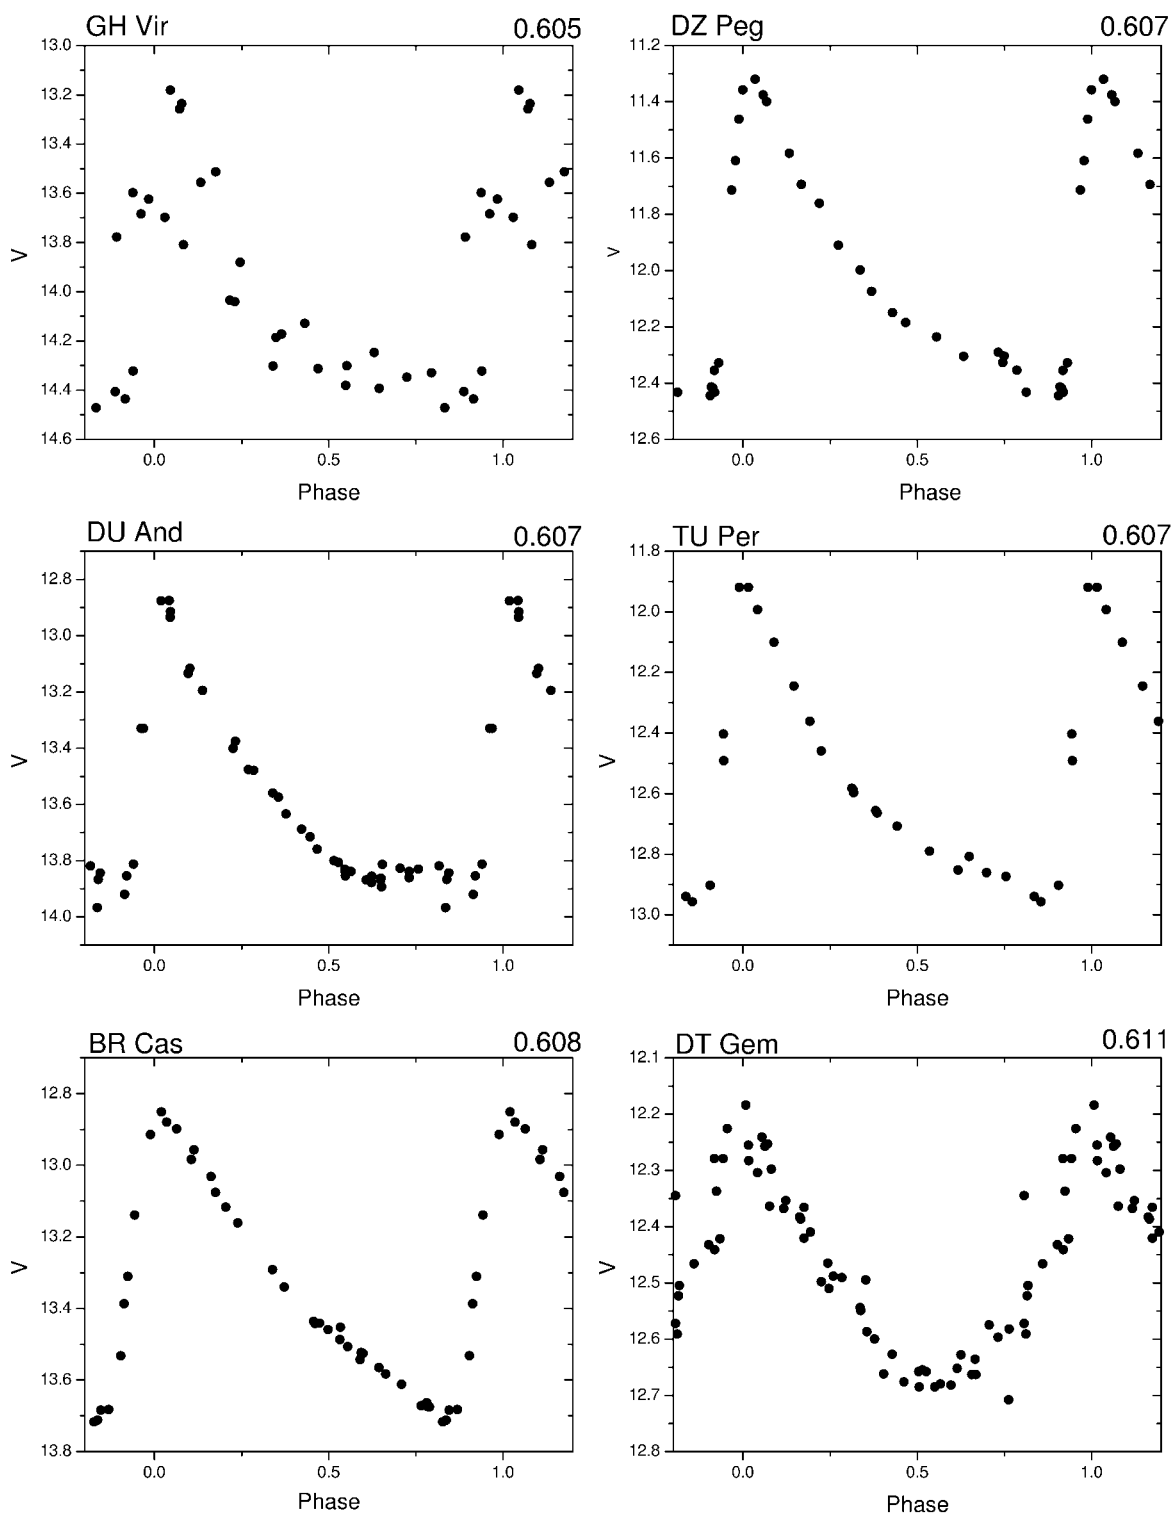 GH Vir 0.605
13.0
13.2
13.4
13.6
13.8
14.0
14.2
14.4
14.6
V
0.0 0.5 1.0
Phase
DZ Peg 0.607
11.2
11.4
11.6
11.8
12.0
12.2
12.4
12.6
V
0.0 0.5 1.0
Phase
DU And 0.607
12.8
13.0
13.2
13.4
13.6
13.8
14.0
V
0.0 0.5 1.0
Phase
TU Per 0.607
11.8
12.0
12.2
12.4
12.6
12.8
13.0
V
0.0 0.5 1.0
Phase
BR Cas 0.608
12.8
13.0
13.2
13.4
13.6
13.8
V
0.0 0.5 1.0
Phase
DT Gem 0.611
12.1
12.2
12.3
12.4
12.5
12.6
12.7
12.8
V
0.0 0.5 1.0
Phase